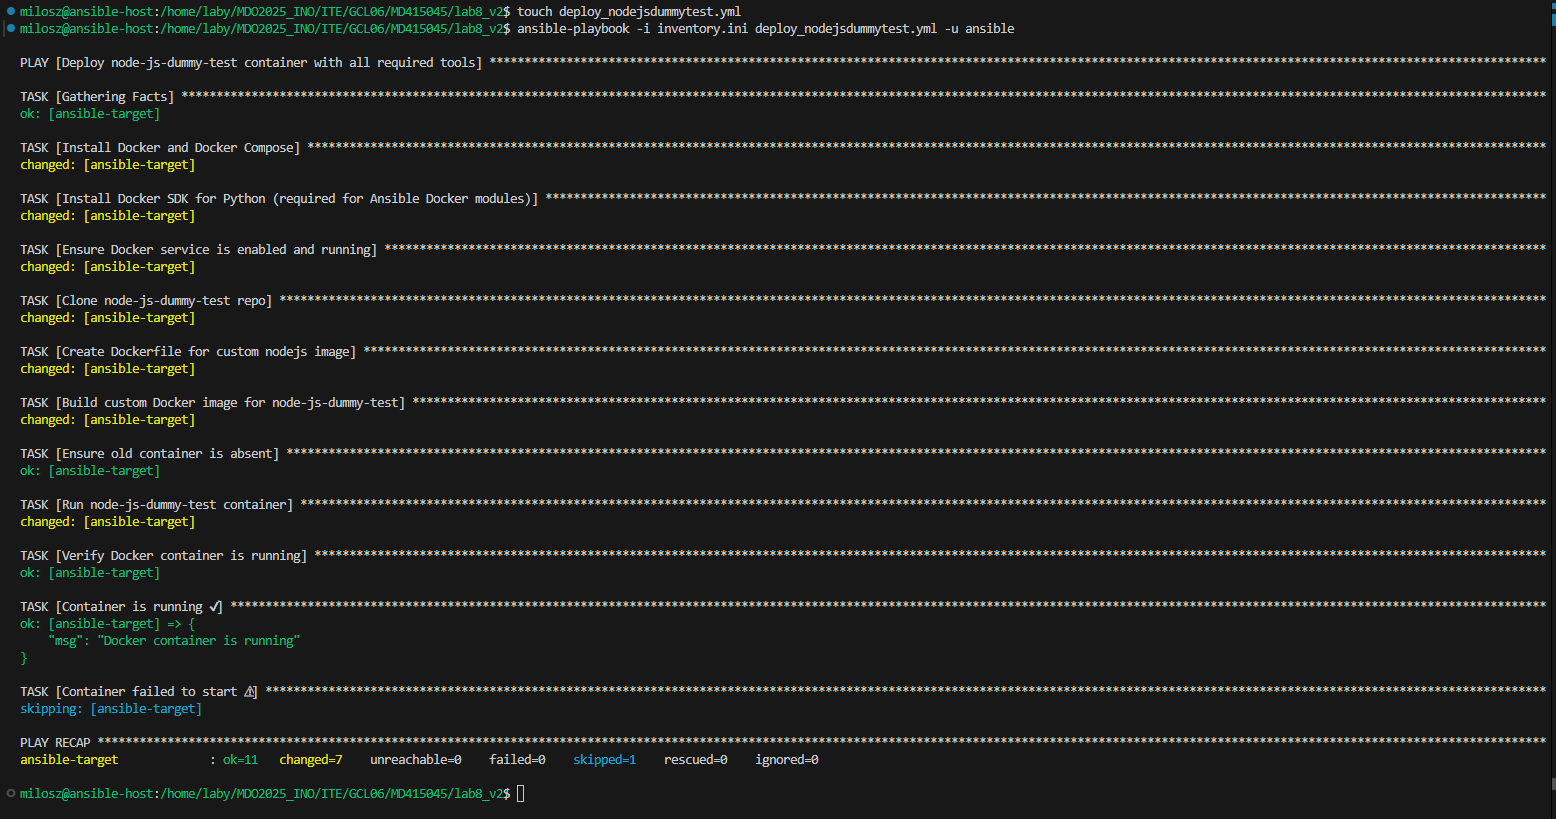 milosz@ansible-host:/home/laby/MDO2025_INO/ITE/GCL06/MD415045/lab8_v2$ touch deploy_nodejsdummytest.yml
milosz@ansible-host:/home/laby/MDO2025_INO/ITE/GCL06/MD415045/lab8_v2$ ansible-playbook -i inventory.ini deploy_nodejsdummytest.yml -u ansible
PLAY [Deploy node-js-dummy-test container with all required tools] ****************************************************************************************************
TASK [Gathering Facts] ****************************************************************************************************
ok: [ansible-target]
TASK [Install Docker and Docker Compose] ****************************************************************************************************
changed: [ansible-target]
TASK [Install Docker SDK for Python (required for Ansible Docker modules)] ****************************************************************************************************
changed: [ansible-target]
TASK [Ensure Docker service is enabled and running] ****************************************************************************************************
changed: [ansible-target]
TASK [Clone node-js-dummy-test repo] ****************************************************************************************************
changed: [ansible-target]
TASK [Create Dockerfile for custom nodejs image] ****************************************************************************************************
changed: [ansible-target]
TASK [Build custom Docker image for node-js-dummy-test] ****************************************************************************************************
changed: [ansible-target]
TASK [Ensure old container is absent] ****************************************************************************************************
ok: [ansible-target]
TASK [Run node-js-dummy-test container] ****************************************************************************************************
changed: [ansible-target]
TASK [Verify Docker container is running] ****************************************************************************************************
ok: [ansible-target]
TASK [Container is running ✓] ****************************************************************************************************
ok: [ansible-target] => {
    "msg": "Docker container is running"
}
TASK [Container failed to start ⚠] ****************************************************************************************************
skipping: [ansible-target]
PLAY RECAP ****************************************************************************************************
ansible-target             : ok=11   changed=7    unreachable=0    failed=0    skipped=1    rescued=0    ignored=0
milosz@ansible-host:/home/laby/MDO2025_INO/ITE/GCL06/MD415045/lab8_v2$